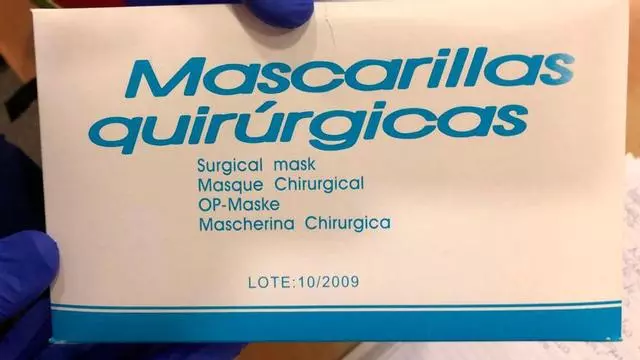 Mascarillas
quirúrgicas
Surgical mask
Masque Chirurgical
OP-Maske
Mascherina Chirurgica
LOTE:10/2009